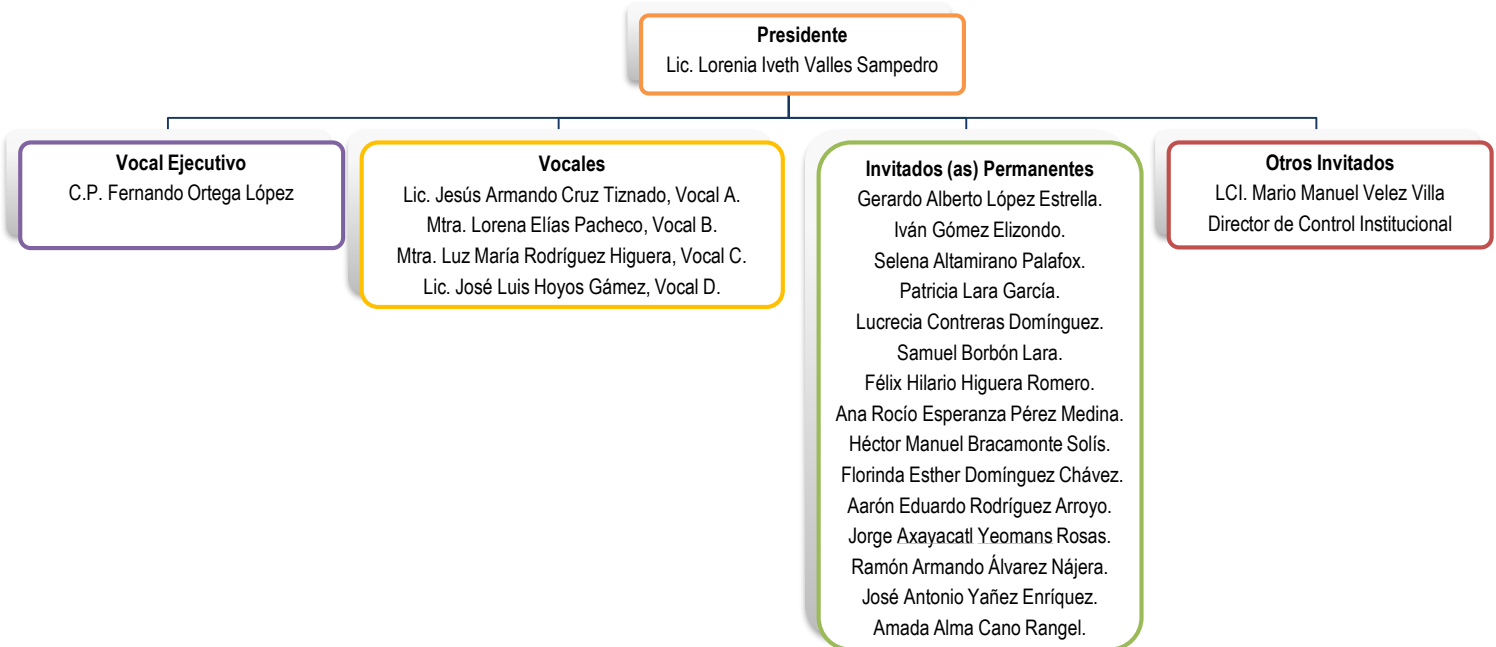 Presidente
Lic. Lorenia Iveth Valles Sampedro
Vocal Ejecutivo
C.P. Fernando Ortega López
Vocales
Lic. Jesús Armando Cruz Tiznado, Vocal A.
Mtra. Lorena Elías Pacheco, Vocal B.
Mtra. Luz María Rodríguez Higuera, Vocal C.
Lic. José Luis Hoyos Gámez, Vocal D.
Invitados (as) Permanentes
Gerardo Alberto López Estrella.
Iván Gómez Elizondo.
Selena Altamirano Palafox.
Patricia Lara García.
Lucrecia Contreras Domínguez.
Samuel Borbón Lara.
Félix Hilario Higuera Romero.
Ana Rocío Esperanza Pérez Medina.
Héctor Manuel Bracamonte Solís.
Florinda Esther Domínguez Chávez.
Aarón Eduardo Rodríguez Arroyo.
Jorge Axayacatl Yeomans Rosas.
Ramón Armando Álvarez Nájera.
José Antonio Yañez Enríquez.
Amada Alma Cano Rangel.
Otros Invitados
LCI. Mario Manuel Velez Villa
Director de Control Institucional